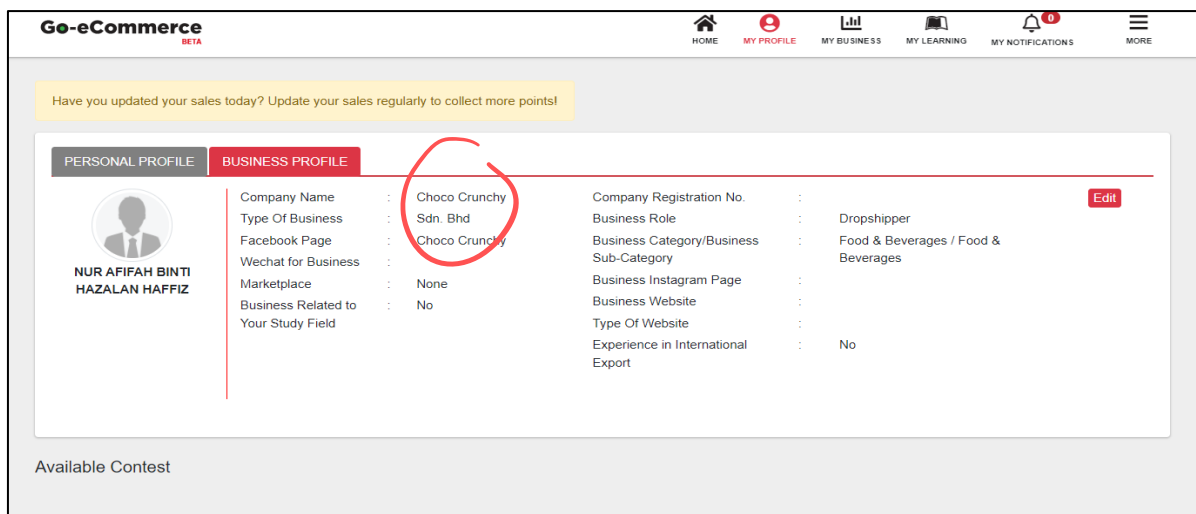 Go-eCommerce
BETA
HOME
MY PROFILE
MY BUSINESS
MY LEARNING
0
MY NOTIFICATIONS
MORE
Have you updated your sales today? Update your sales regularly to collect more points!
PERSONAL PROFILE
BUSINESS PROFILE
NUR AFIFAH BINTI
HAZALAN HAFFIZ
Company Name : Choco Crunchy
Type Of Business : Sdn. Bhd
Facebook Page : Choco Crunchy
Wechat for Business :
Marketplace : None
Business Related to : No
Your Study Field
Company Registration No. :
Business Role : Dropshipper
Business Category/Business : Food & Beverages / Food &
Sub-Category Beverages
Business Instagram Page :
Business Website :
Type Of Website :
Experience in International : No
Export
Edit
Available Contest